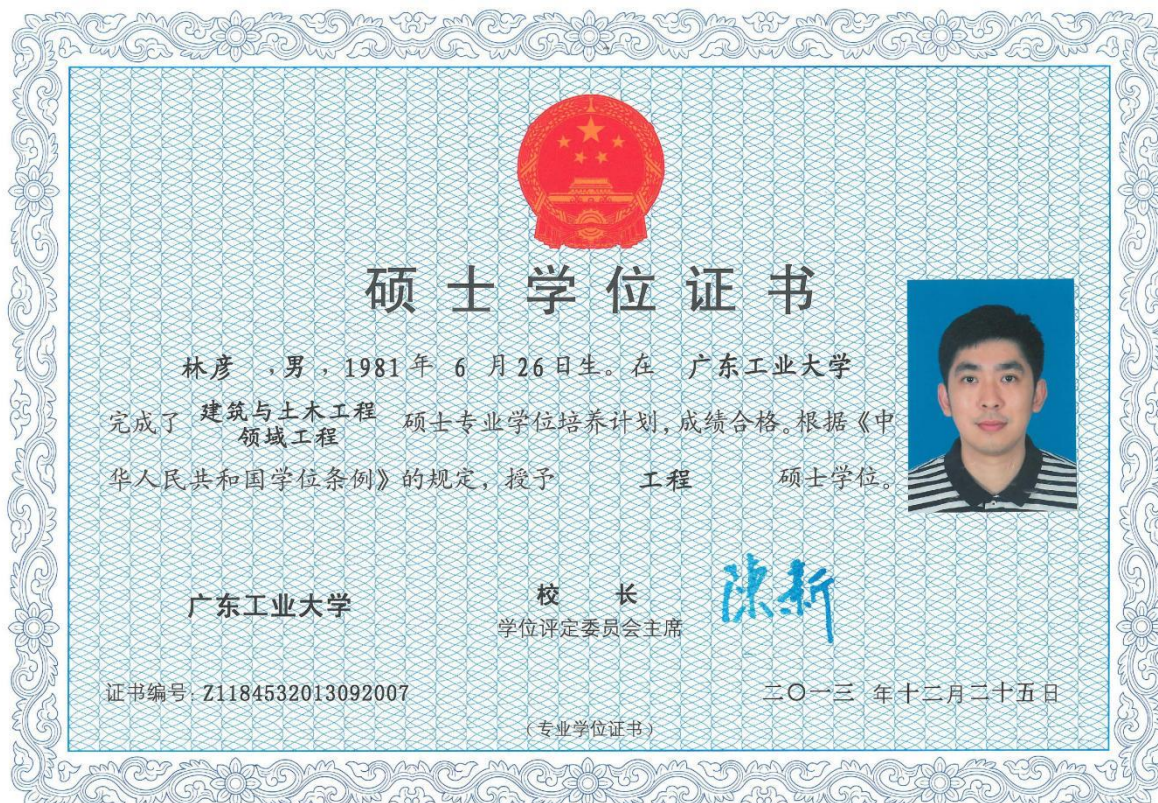 硕士学位证书
林彦 ,男, 1981 年 6 月 26 日生。在 广东工业大学
完成了 建筑与土木工程领域工程 硕士专业学位培养计划,成绩合格。根据《中
华人民共和国学位条例》的规定, 授予 工程 硕士学位。
广东工业大学
校 长
学位评定委员会主席
陈新
证书编号: Z1184532013092007
二〇一三 年十二月二十五日
(专业学位证书)